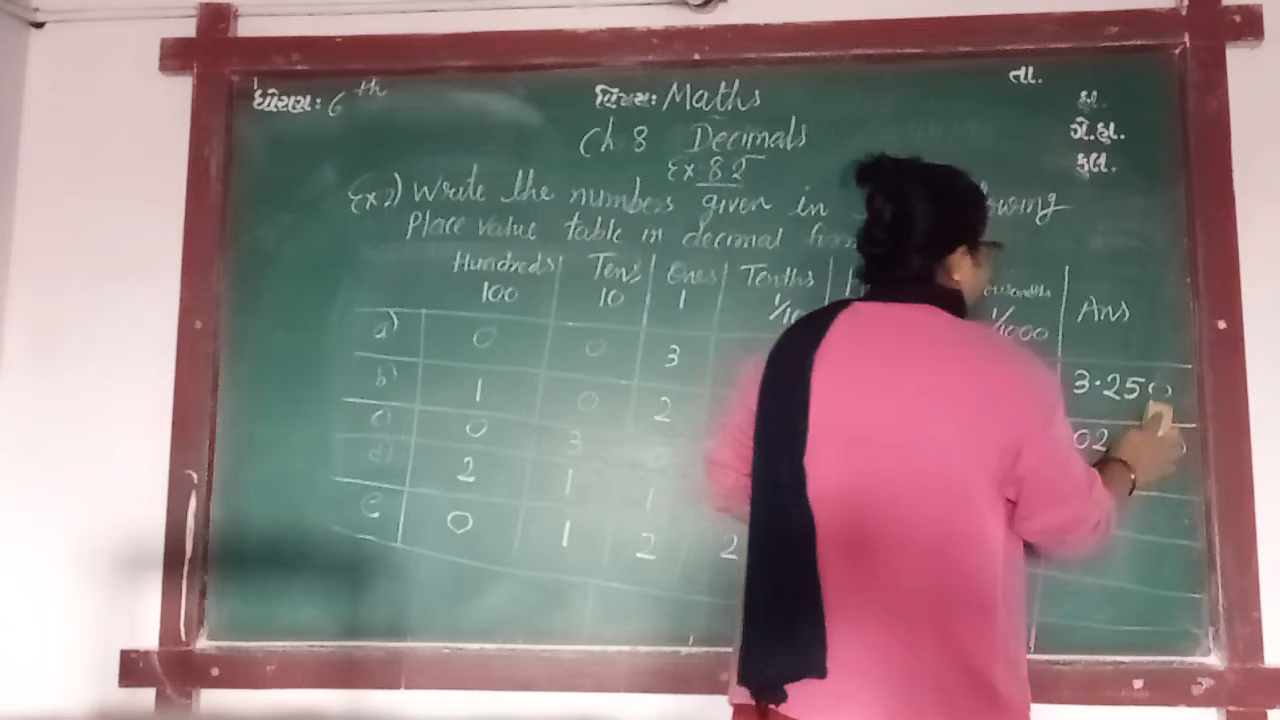 ધોરણ: 6th વિષય: Maths તા.
Ch 8 Decimals હા.
Ex 8.2 ગે.હા.
કુલ.
Ex 2) Write the numbers given in
Place value table in decimal
Hundreds Tens Ones Tenths Ans
100 10 1 1/10 1/1000
a) 0 0 3 3.250
b) 1 0 2 02
c) 0 3
d) 2 1 1
e 0 1 2 2